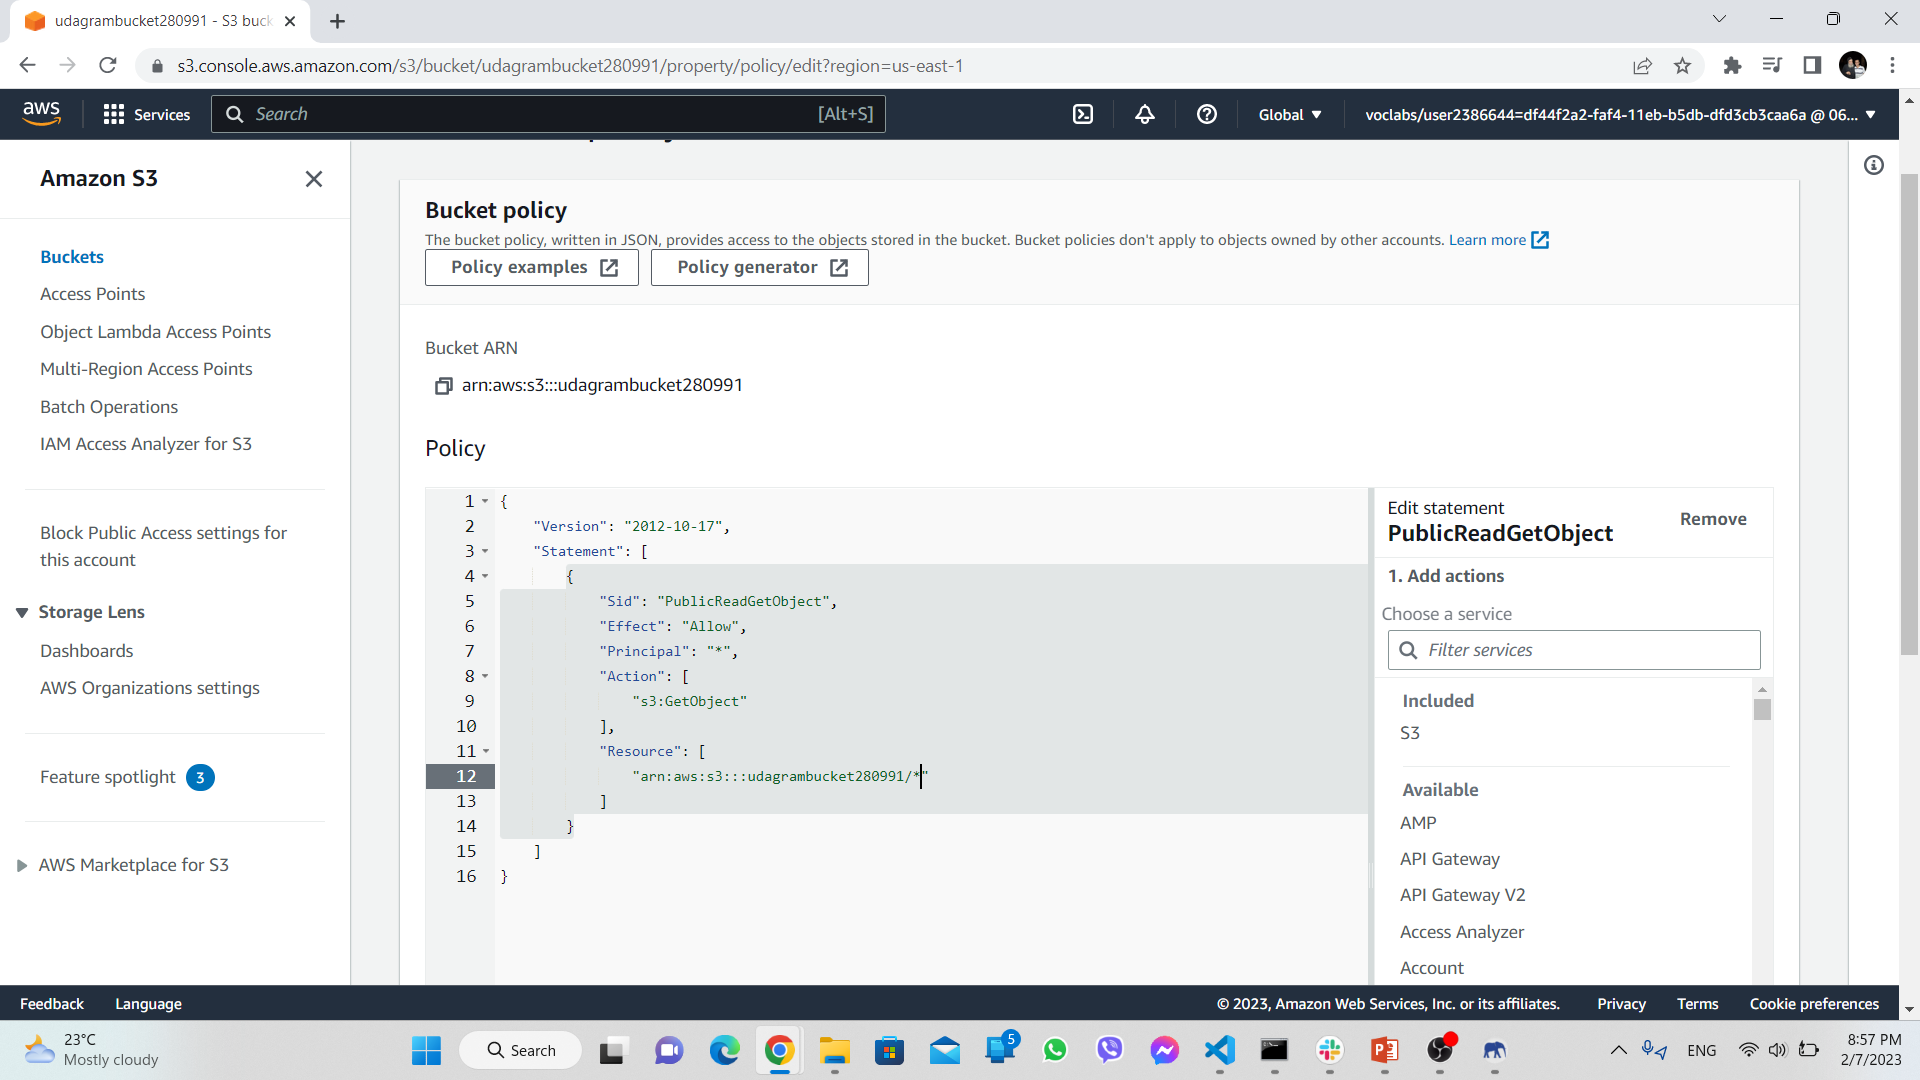 udagrambucket280991 - S3 buck
s3.console.aws.amazon.com/s3/bucket/udagrambucket280991/property/policy/edit?region=us-east-1
aws
Services
Search
[Alt+S]
Global
voclabs/user2386644=df44f2a2-faf4-11eb-b5db-dfd3cb3caa6a @ 06...
Amazon S3
Buckets
Access Points
Object Lambda Access Points
Multi-Region Access Points
Batch Operations
IAM Access Analyzer for S3
Block Public Access settings for
this account
Storage Lens
Dashboards
AWS Organizations settings
Feature spotlight 3
AWS Marketplace for S3
Bucket policy
The bucket policy, written in JSON, provides access to the objects stored in the bucket. Bucket policies don't apply to objects owned by other accounts. Learn more
Policy examples
Policy generator
Bucket ARN
arn:aws:s3:::udagrambucket280991
Policy
1 {
2 "Version": "2012-10-17",
3 "Statement": [
4 {
5 "Sid": "PublicReadGetObject",
6 "Effect": "Allow",
7 "Principal": "*",
8 "Action": [
9 "s3:GetObject"
10 ],
11 "Resource": [
12 "arn:aws:s3:::udagrambucket280991/*"
13 ]
14 }
15 ]
16 }
Edit statement
PublicReadGetObject
Remove
1. Add actions
Choose a service
Filter services
Included
S3
Available
AMP
API Gateway
API Gateway V2
Access Analyzer
Account
Feedback
Language
© 2023, Amazon Web Services, Inc. or its affiliates.
Privacy
Terms
Cookie preferences
23°C
Mostly cloudy
Search
5
ENG
8:57 PM
2/7/2023